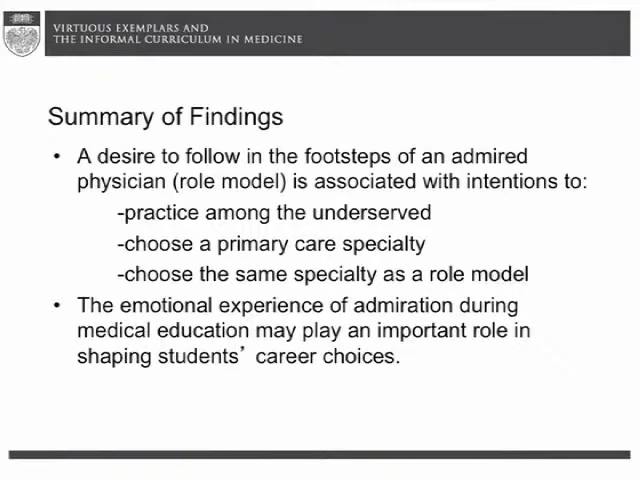 VIRTUOUS EXEMPLARS AND
THE INFORMAL CURRICULUM IN MEDICINE
Summary of Findings
• A desire to follow in the footsteps of an admired
physician (role model) is associated with intentions to:
-practice among the underserved
-choose a primary care specialty
-choose the same specialty as a role model
• The emotional experience of admiration during
medical education may play an important role in
shaping students’ career choices.